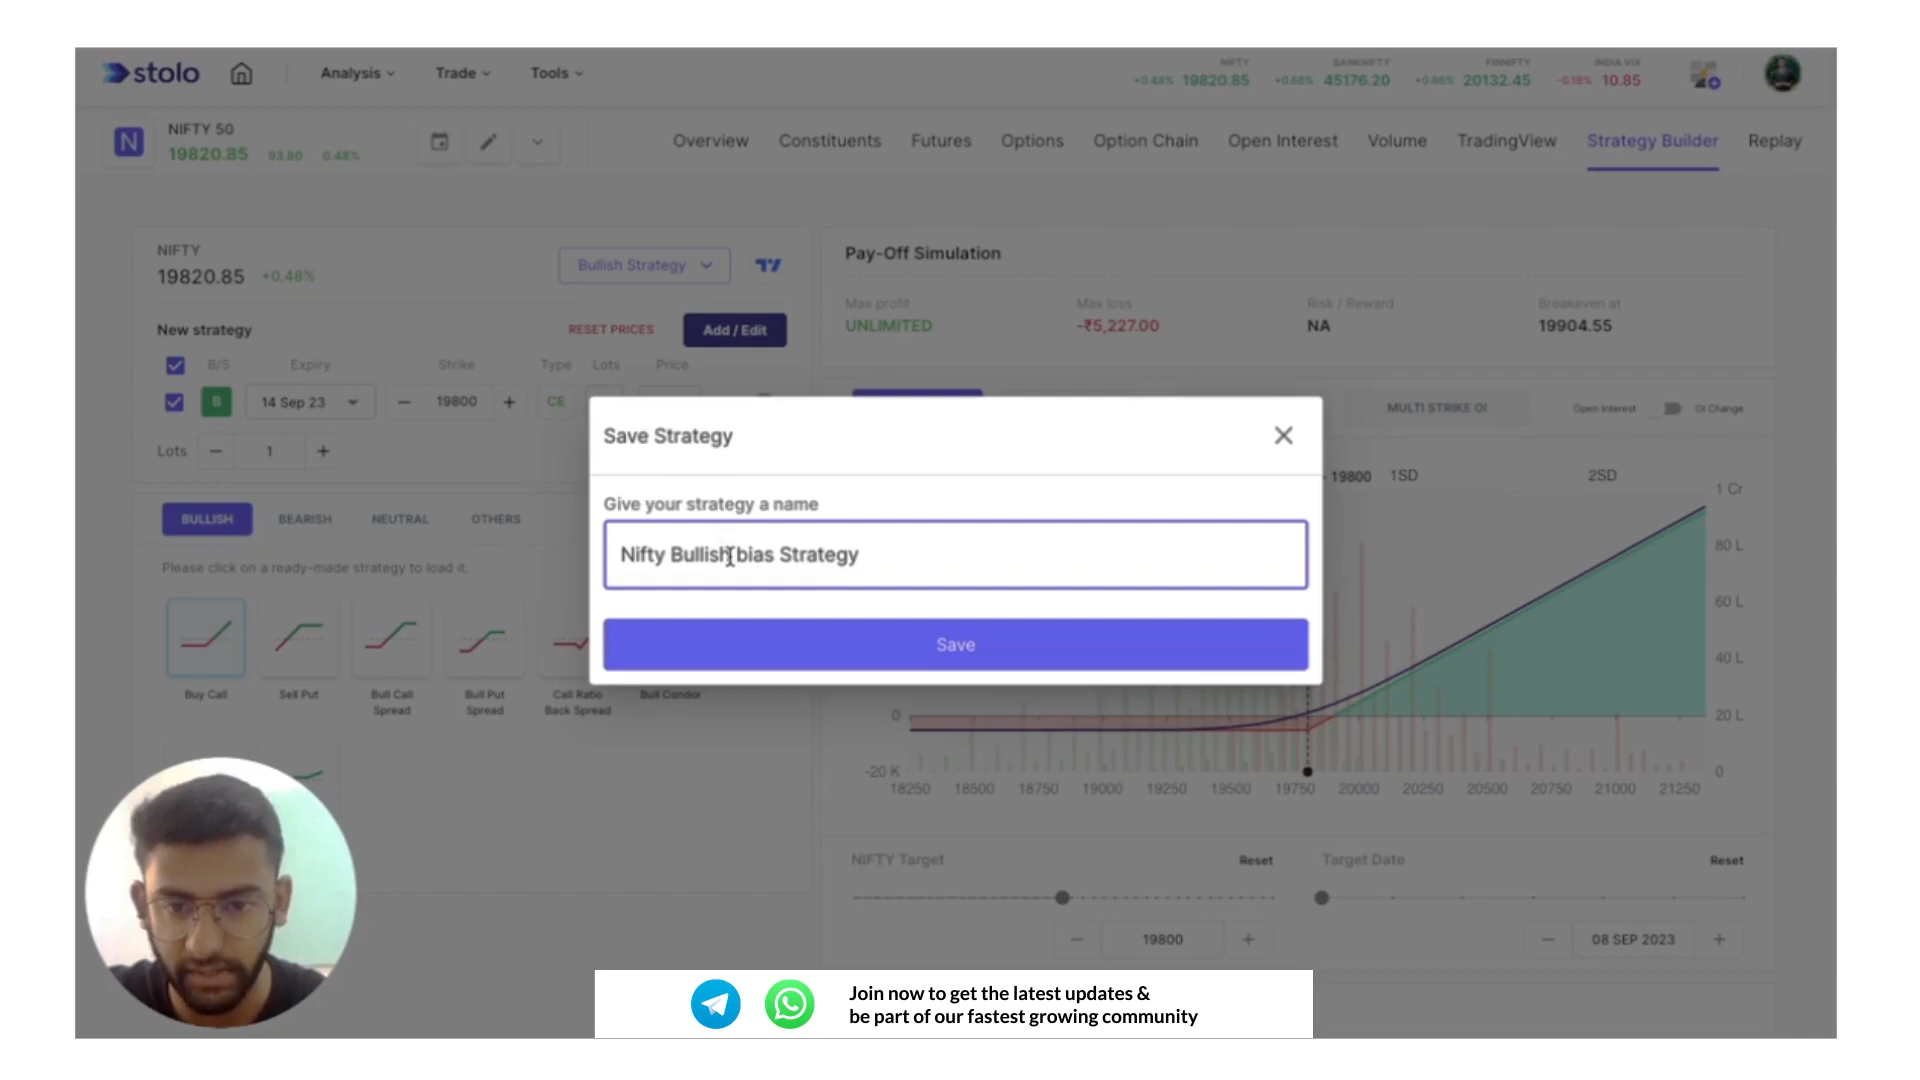 stolo
Analysis
Trade
Tools
NIFTY
+0.48% 19820.85
BANKNIFTY
+0.66% 45176.20
FINNIFTY
+0.86% 20132.45
INDIA VIX
-0.18% 10.85
N
NIFTY 50
19820.85 93.80 0.48%
Overview
Constituents
Futures
Options
Option Chain
Open Interest
Volume
TradingView
Strategy Builder
Replay
NIFTY
19820.85 +0.48%
Bullish Strategy
New strategy
RESET PRICES
Add / Edit
B/S Expiry Strike Type Lots Price
B 14 Sep 23 − 19800 + CE
Lots − 1 +
BULLISH
BEARISH
NEUTRAL
OTHERS
Please click on a ready-made strategy to load it.
Buy Call
Sell Put
Bull Call
Spread
Bull Put
Spread
Call Ratio
Back Spread
Bull Condor
Pay-Off Simulation
Max profit
UNLIMITED
Max loss
-₹5,227.00
Risk / Reward
NA
Breakeven at
19904.55
MULTI STRIKE OI
Open Interest
OI Change
- 19800 1SD 2SD
1 Cr
80 L
60 L
40 L
20 L
0
0
-20 K
18250 18500 18750 19000 19250 19500 19750 20000 20250 20500 20750 21000 21250
Save Strategy
Give your strategy a name
Nifty Bullish bias Strategy
Save
NIFTY Target
Reset
Target Date
Reset
− 19800 +
− 08 SEP 2023 +
Join now to get the latest updates &
be part of our fastest growing community